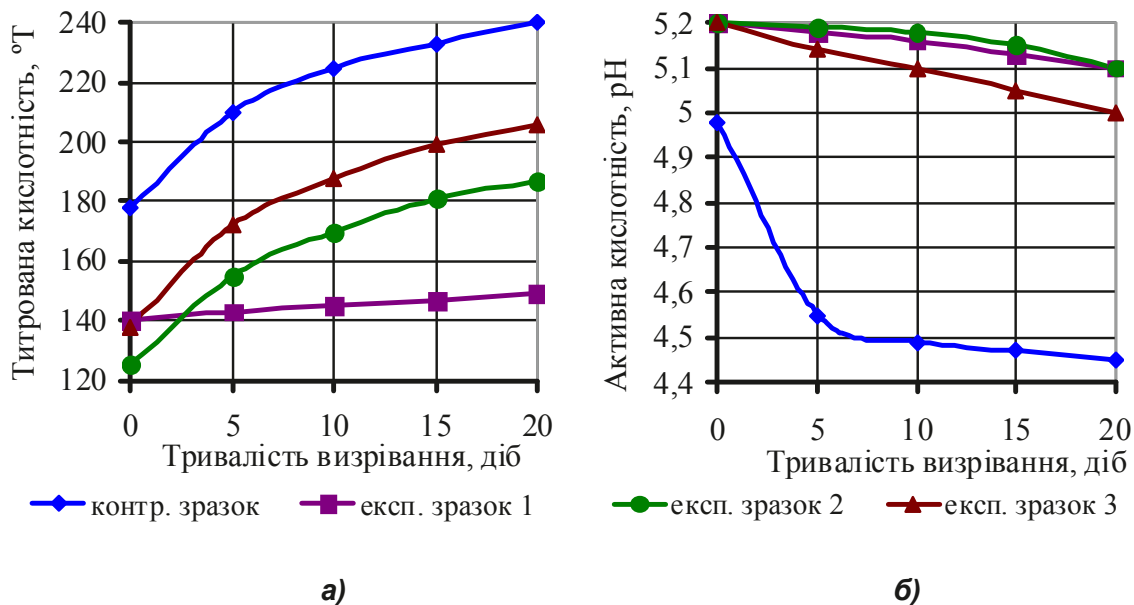 Титрована кислотність, ºТ
240
220
200
180
160
140
120
0 5 10 15 20
Тривалість визрівання, діб
Активна кислотність, рН
5,2
5,1
5
4,9
4,8
4,7
4,6
4,5
4,4
0 5 10 15 20
Тривалість визрівання, діб
контр. зразок експ. зразок 1 експ. зразок 2 експ. зразок 3
а) б)